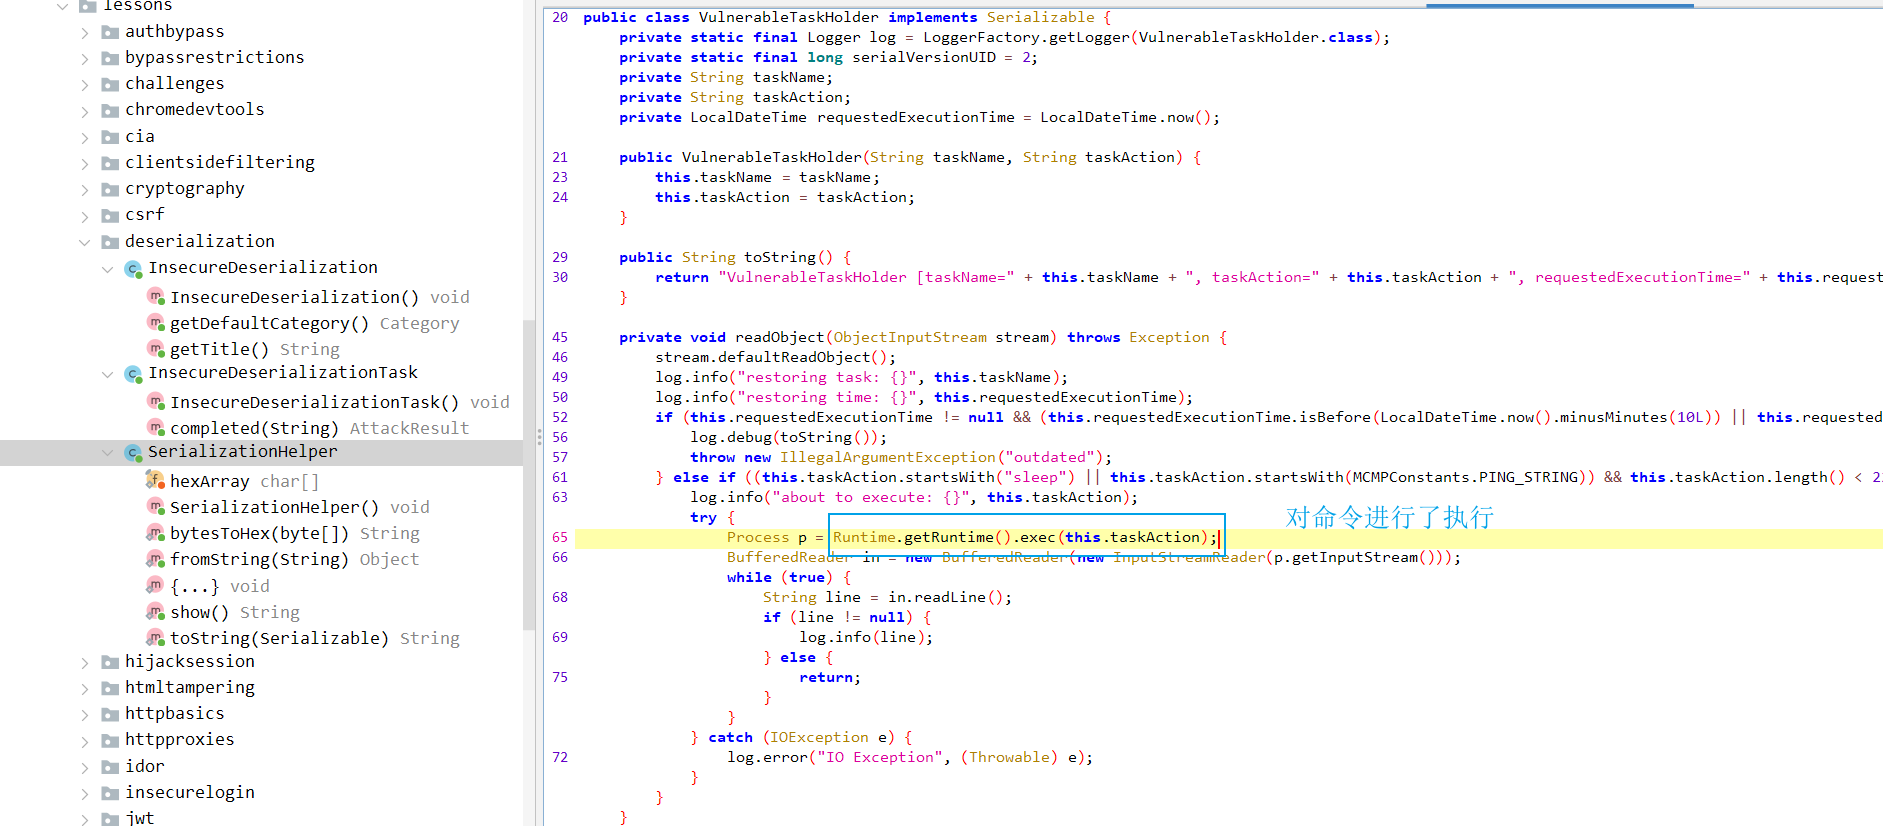 lessons
authbypass
bypassrestrictions
challenges
chromedevtools
cia
clientsidefiltering
cryptography
csrf
deserialization
InsecureDeserialization
InsecureDeserialization() void
getDefaultCategory() Category
getTitle() String
InsecureDeserializationTask
InsecureDeserializationTask() void
completed(String) AttackResult
SerializationHelper
hexArray char[]
SerializationHelper() void
bytesToHex(byte[]) String
fromString(String) Object
{...} void
show() String
toString(Serializable) String
hijacksession
htmltampering
httpbasics
httpproxies
idor
insecurelogin
jwt
20 public class VulnerableTaskHolder implements Serializable {
private static final Logger log = LoggerFactory.getLogger(VulnerableTaskHolder.class);
private static final long serialVersionUID = 2;
private String taskName;
private String taskAction;
private LocalDateTime requestedExecutionTime = LocalDateTime.now();
21 public VulnerableTaskHolder(String taskName, String taskAction) {
23 this.taskName = taskName;
24 this.taskAction = taskAction;
}
29 public String toString() {
30 return "VulnerableTaskHolder [taskName=" + this.taskName + ", taskAction=" + this.taskAction + ", requestedExecutionTime=" + this.request
}
45 private void readObject(ObjectInputStream stream) throws Exception {
46 stream.defaultReadObject();
49 log.info("restoring task: {}", this.taskName);
50 log.info("restoring time: {}", this.requestedExecutionTime);
52 if (this.requestedExecutionTime != null && (this.requestedExecutionTime.isBefore(LocalDateTime.now().minusMinutes(10L)) || this.requested
56 log.debug(toString());
57 throw new IllegalArgumentException("outdated");
61 } else if ((this.taskAction.startsWith("sleep") || this.taskAction.startsWith(MCMPConstants.PING_STRING)) && this.taskAction.length() < 2
63 log.info("about to execute: {}", this.taskAction);
try {
对命令进行了执行
65 Process p = Runtime.getRuntime().exec(this.taskAction);
66 BufferedReader in = new BufferedReader(new InputStreamReader(p.getInputStream()));
while (true) {
68 String line = in.readLine();
if (line != null) {
69 log.info(line);
} else {
75 return;
}
}
} catch (IOException e) {
72 log.error("IO Exception", (Throwable) e);
}
}
}